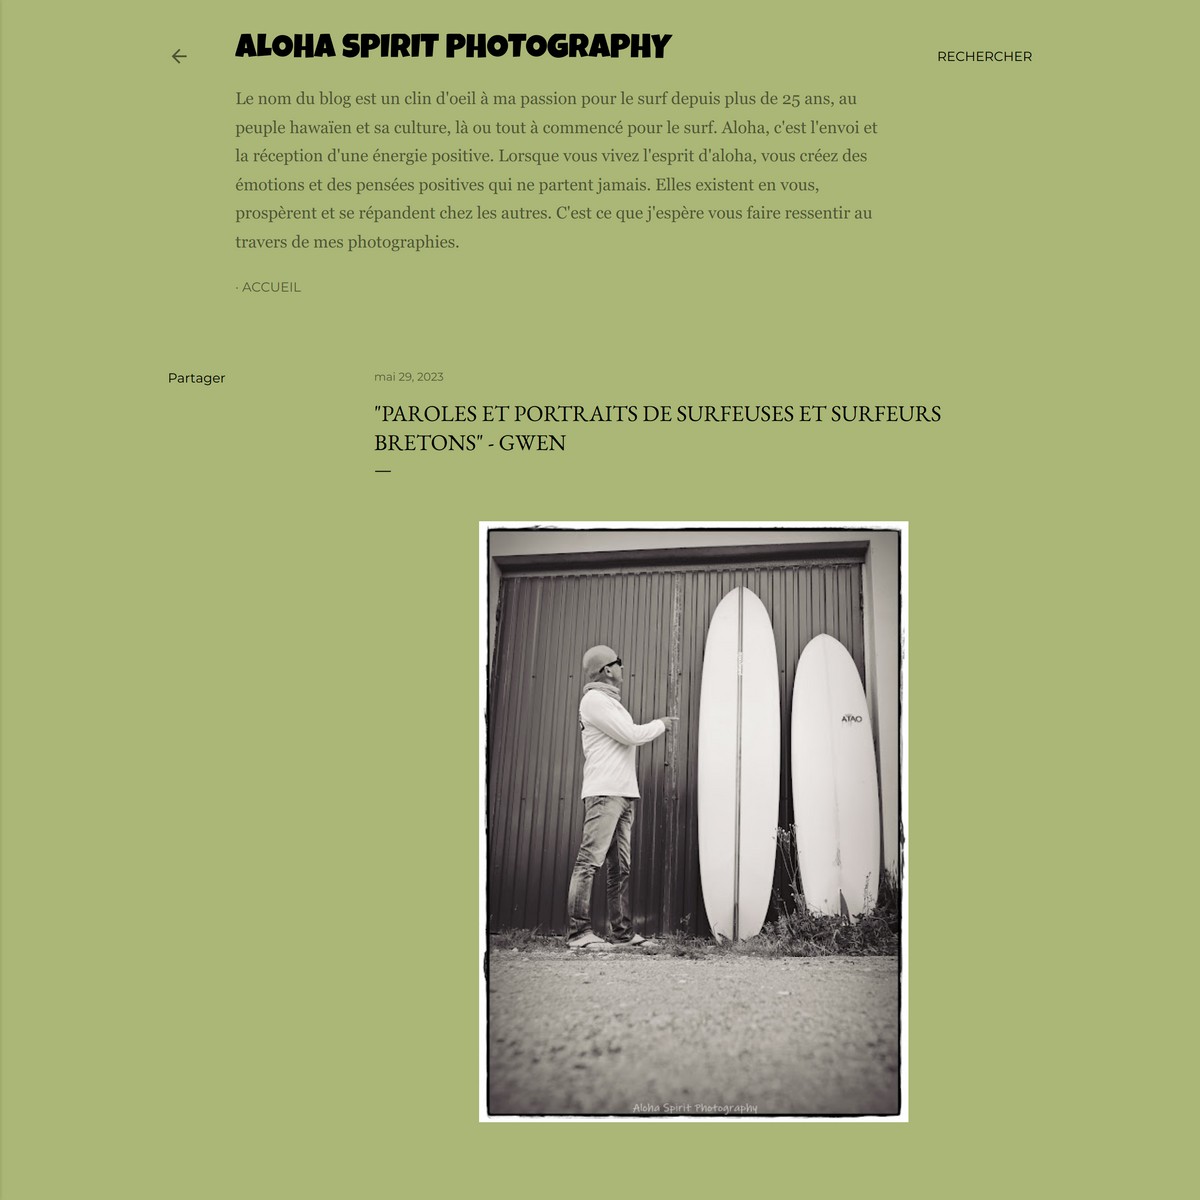 ALOHA SPIRIT PHOTOGRAPHY
RECHERCHER
Le nom du blog est un clin d'oeil à ma passion pour le surf depuis plus de 25 ans, au
peuple hawaïen et sa culture, là ou tout à commencé pour le surf. Aloha, c'est l'envoi et
la réception d'une énergie positive. Lorsque vous vivez l'esprit d'aloha, vous créez des
émotions et des pensées positives qui ne partent jamais. Elles existent en vous,
prospèrent et se répandent chez les autres. C'est ce que j'espère vous faire ressentir au
travers de mes photographies.
· ACCUEIL
Partager
mai 29, 2023
"PAROLES ET PORTRAITS DE SURFEUSES ET SURFEURS
BRETONS" - GWEN
ATAO
Aloha Spirit Photography